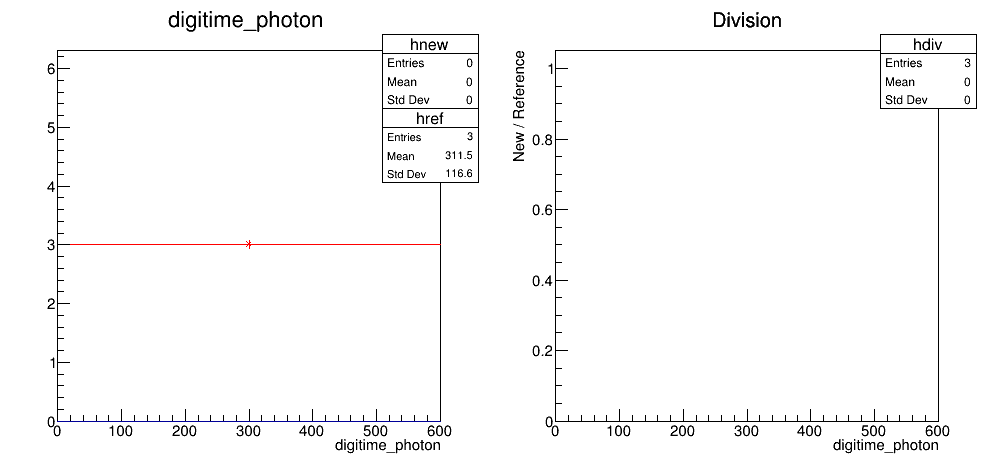 digitime_photon
hnew
Entries 0
Mean 0
Std Dev 0
href
Entries 3
Mean 311.5
Std Dev 116.6
6
5
4
3
2
1
0
0 100 200 300 400 500 600
digitime_photon
Division
hdiv
Entries 3
Mean 0
Std Dev 0
New / Reference
1
0.8
0.6
0.4
0.2
0
0 100 200 300 400 500 600
digitime_photon